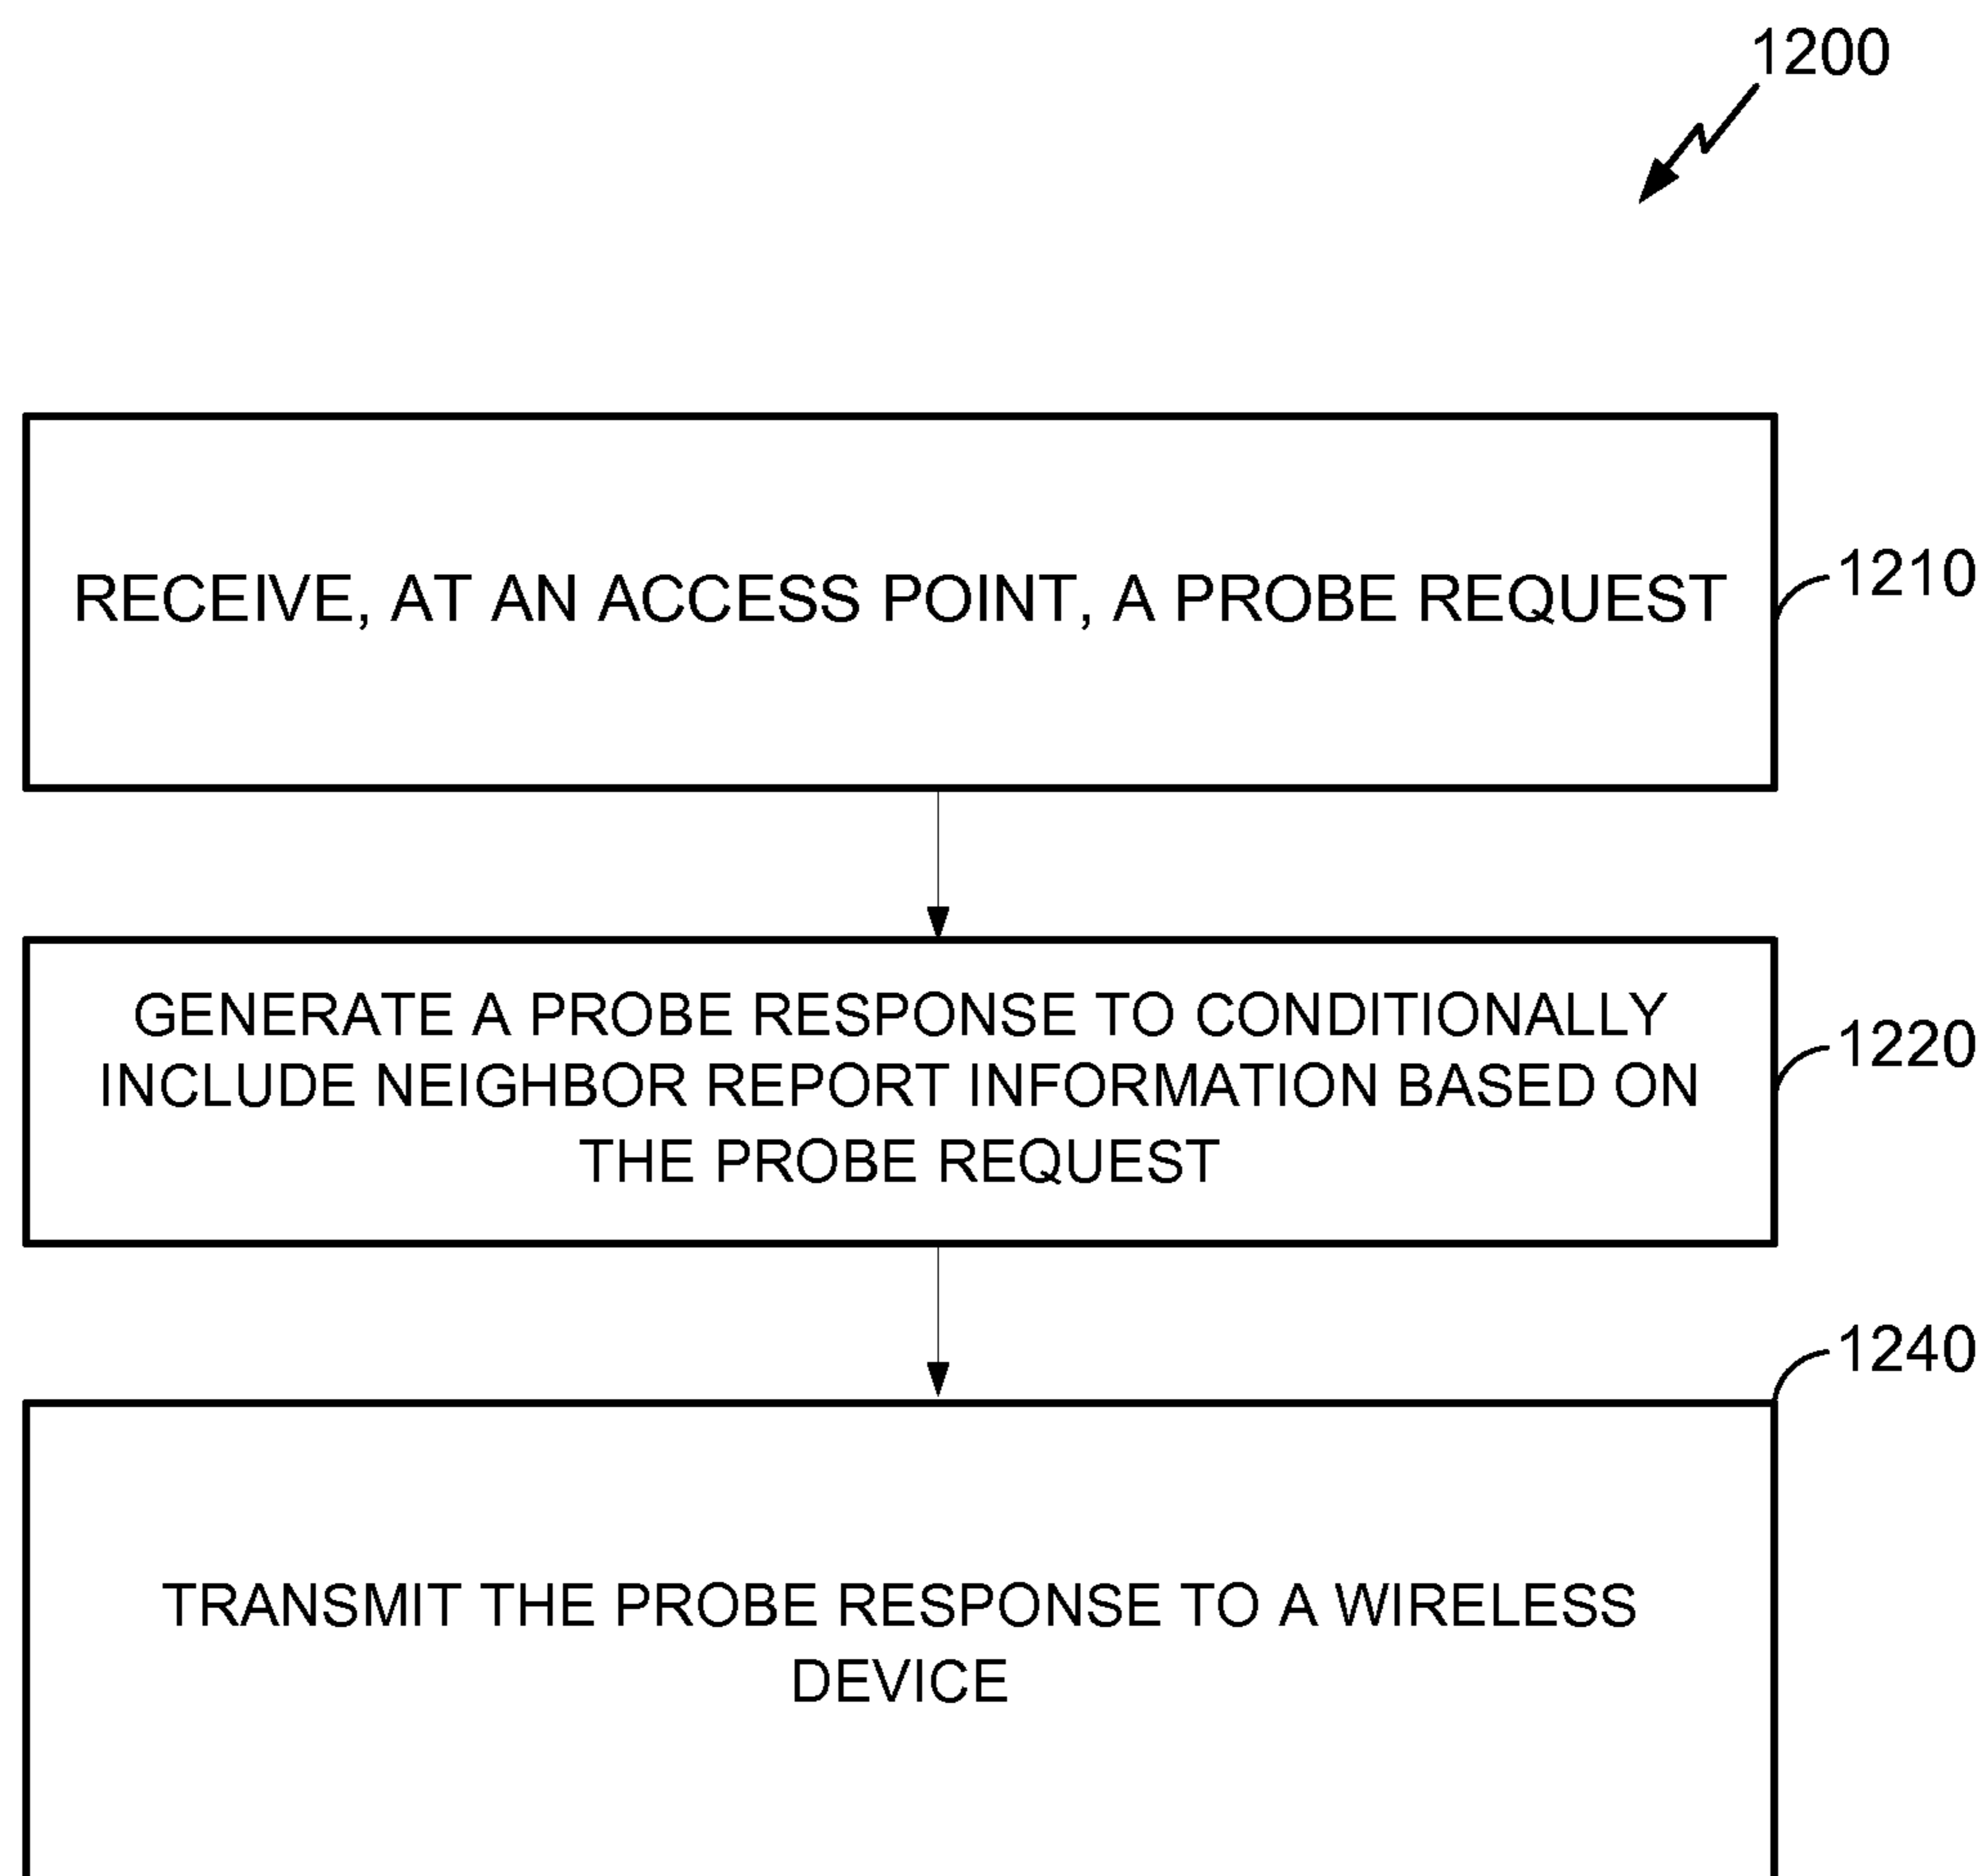 1200
RECEIVE, AT AN ACCESS POINT, A PROBE REQUEST
1210
GENERATE A PROBE RESPONSE TO CONDITIONALLY
INCLUDE NEIGHBOR REPORT INFORMATION BASED ON
THE PROBE REQUEST
1220
1240
TRANSMIT THE PROBE RESPONSE TO A WIRELESS
DEVICE